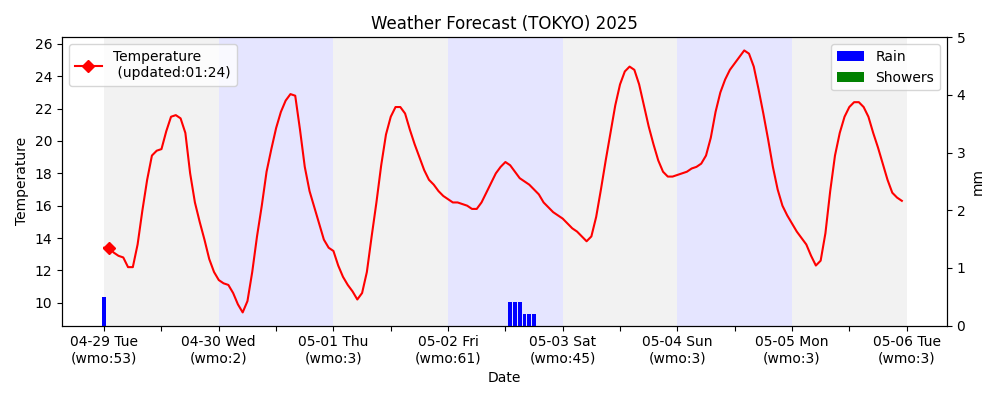 Weather Forecast (TOKYO) 2025
Temperature
(updated:01:24)
Rain
Showers
26
24
22
20
18
16
14
12
10
Temperature
5
4
3
2
1
0
mm
04-29 Tue
(wmo:53)
04-30 Wed
(wmo:2)
05-01 Thu
(wmo:3)
05-02 Fri
(wmo:61)
05-03 Sat
(wmo:45)
05-04 Sun
(wmo:3)
05-05 Mon
(wmo:3)
05-06 Tue
(wmo:3)
Date